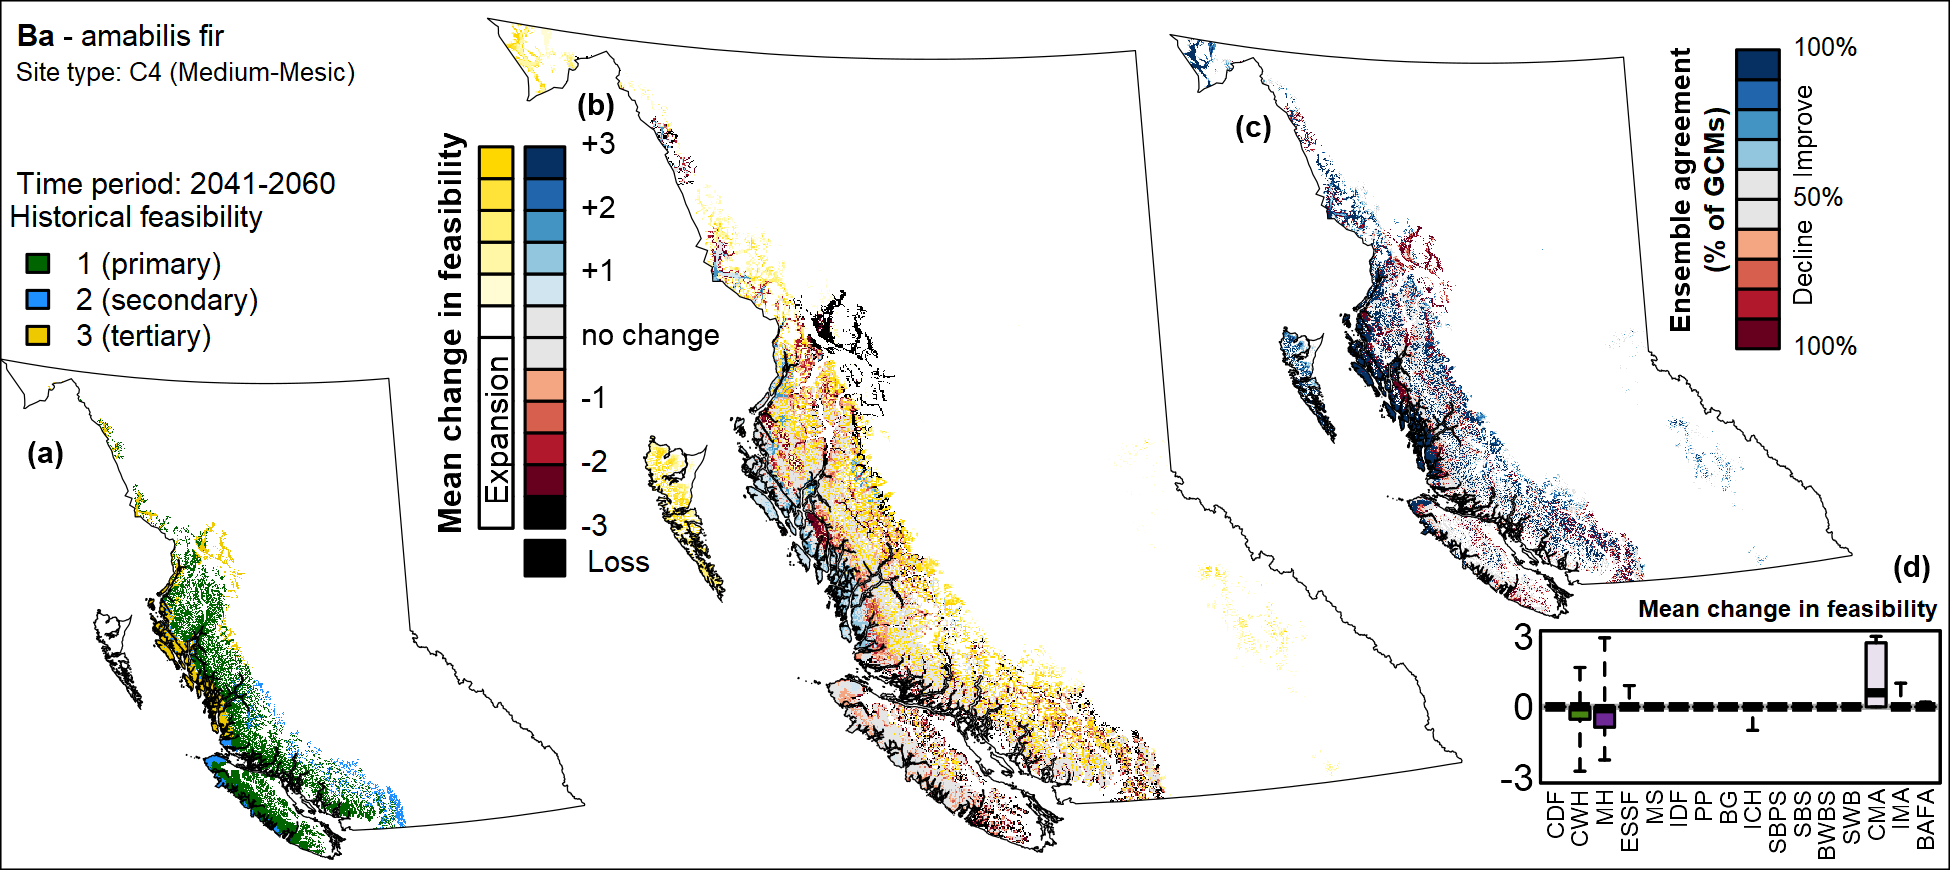 Ba - amabilis fir
Site type: C4 (Medium-Mesic)
Time period: 2041-2060
Historical feasibility
1 (primary)
2 (secondary)
3 (tertiary)
(a)
(b)
Mean change in feasibility
Expansion
+3
+2
+1
no change
-1
-2
-3
Loss
(c)
Ensemble agreement
(% of GCMs)
100%
Improve
50%
Decline
100%
(d)
Mean change in feasibility
3
0
-3
CDF
CWH
MH
ESSF
MS
IDF
PP
BG
ICH
SBPS
SBS
BWBS
SWB
CMA
IMA
BAFA